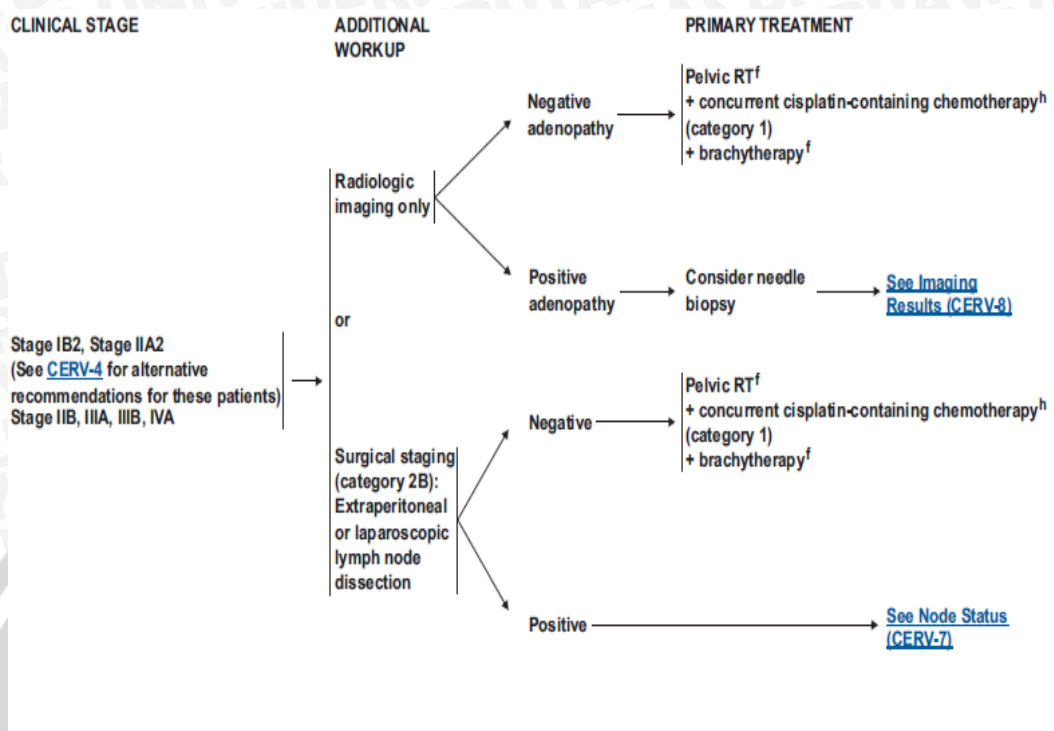 CLINICAL STAGE
ADDITIONAL
WORKUP
PRIMARY TREATMENT
Negative
adenopathy
Pelvic RTf
+ concurrent cisplatin-containing chemotherapyh
(category 1)
+ brachytherapyf
Radiologic
imaging only
Positive
adenopathy
Consider needle
biopsy
See Imaging
Results (CERV-8)
or
Stage IB2, Stage IIA2
(See CERV-4 for alternative
recommendations for these patients)
Stage IIB, IIIA, IIIB, IVA
Negative
Pelvic RTf
+ concurrent cisplatin-containing chemotherapyh
(category 1)
+ brachytherapyf
Surgical staging
(category 2B):
Extraperitoneal
or laparoscopic
lymph node
dissection
Positive
See Node Status
(CERV-7)